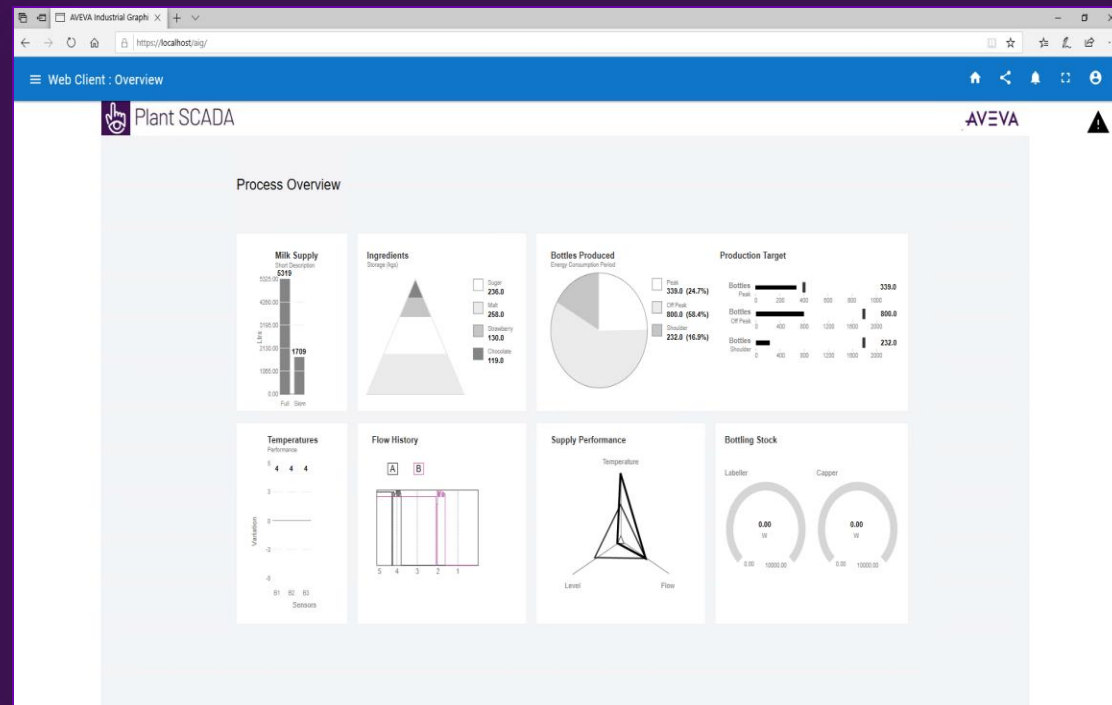 AVEVA Industrial Graphi
https://localhost/aig/
Web Client : Overview
Plant SCADA
AVEVA
Process Overview
Milk Supply
Short Description
5319
5325.00
4260.00
3195.00
2130.00
1709
1065.00
0.00
Ltrs
Full Skim
Ingredients
Storage (kgs)
Sugar
236.0
Malt
258.0
Strawberry
130.0
Chocolate
119.0
Bottles Produced
Energy Consumption Period
Peak
339.0 (24.7%)
Off Peak
800.0 (58.4%)
Shoulder
232.0 (16.9%)
Production Target
Bottles 339.0
Peak
0 200 400 600 800 1000
Bottles 800.0
Off Peak
0 400 800 1200 1600 2000
Bottles 232.0
Shoulder
0 400 800 1200 1600 2000
Temperatures
Performance
5
4 4 4
3
0
-3
-5
Variation
B1 B2 B3
Sensors
Flow History
A B
5 4 3 2 1
Supply Performance
Temperature
Level Flow
Bottling Stock
Labeller Capper
0.00 0.00
W W
0.00 10000.00 0.00 10000.00